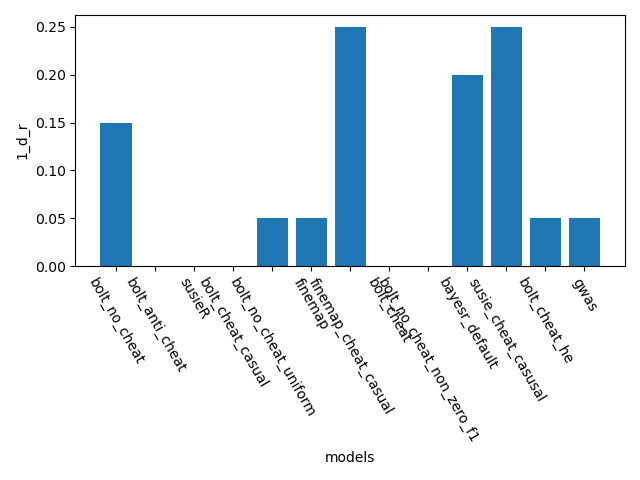 0.25
0.20
0.15
0.10
0.05
0.00
1_d_r
bolt_no_cheat
bolt_anti_cheat
susieR
bolt_cheat_casual
bolt_no_cheat_uniform
finemap
finemap_cheat_casual
bolt_cheat
bolt_no_cheat_non_zero_f1
bayesr_default
susie_cheat_casusal
bolt_cheat_he
gwas
models